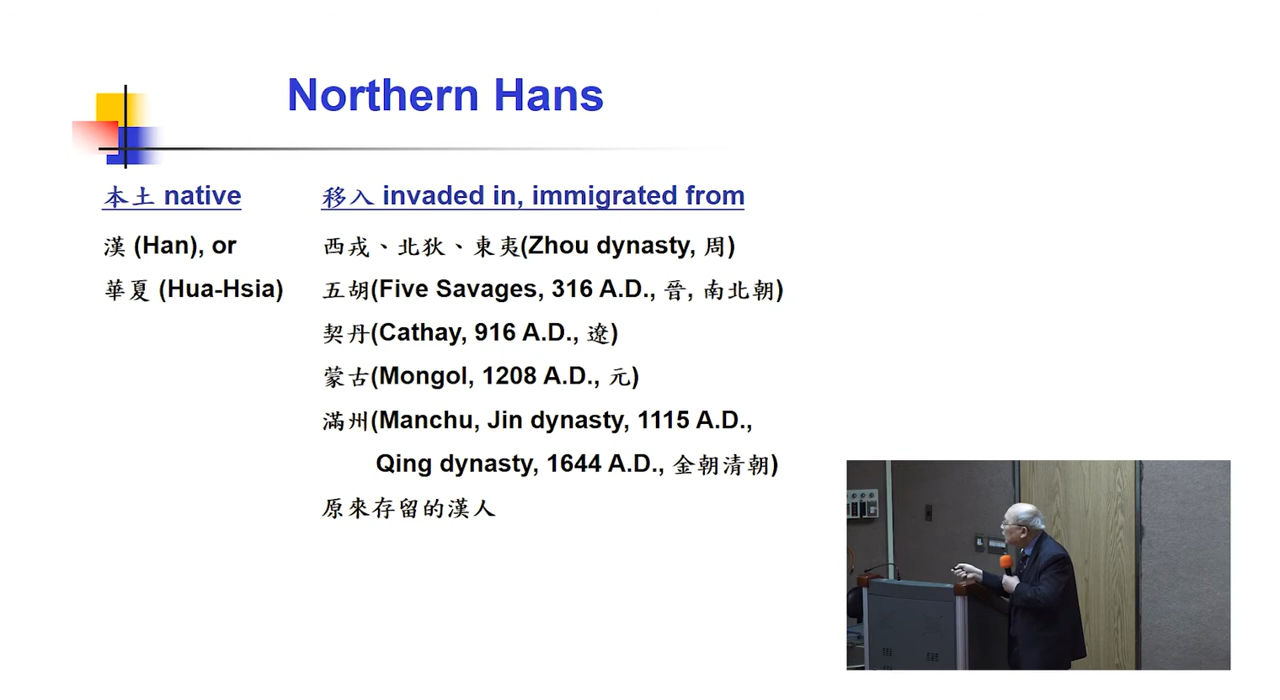 Northern Hans
本土 native
漢 (Han), or
華夏 (Hua-Hsia)
移入 invaded in, immigrated from
西戎、北狄、東夷(Zhou dynasty, 周)
五胡(Five Savages, 316 A.D., 晉, 南北朝)
契丹(Cathay, 916 A.D., 遼)
蒙古(Mongol, 1208 A.D., 元)
滿州(Manchu, Jin dynasty, 1115 A.D.,
Qing dynasty, 1644 A.D., 金朝清朝)
原來存留的漢人